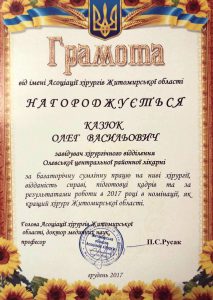 Грамота
від імені Асоціації хірургів Житомирської області
НАГОРОДЖУЄТЬСЯ
КАЗЮК
ОЛЕГ ВАСИЛЬОВИЧ
завідувач хірургічного відділення
Олевської центральної районної лікарні
за багаторічну сумлінну працю на ниві хірургії,
відданість справі, підготовці кадрів та за
результатами роботи в 2017 році в номінації, як
кращий хірург Житомирської області.
Голова Асоціації хірургів Житомирської
області, доктор медичних наук,
професор П.Є.Русак
грудень 2017